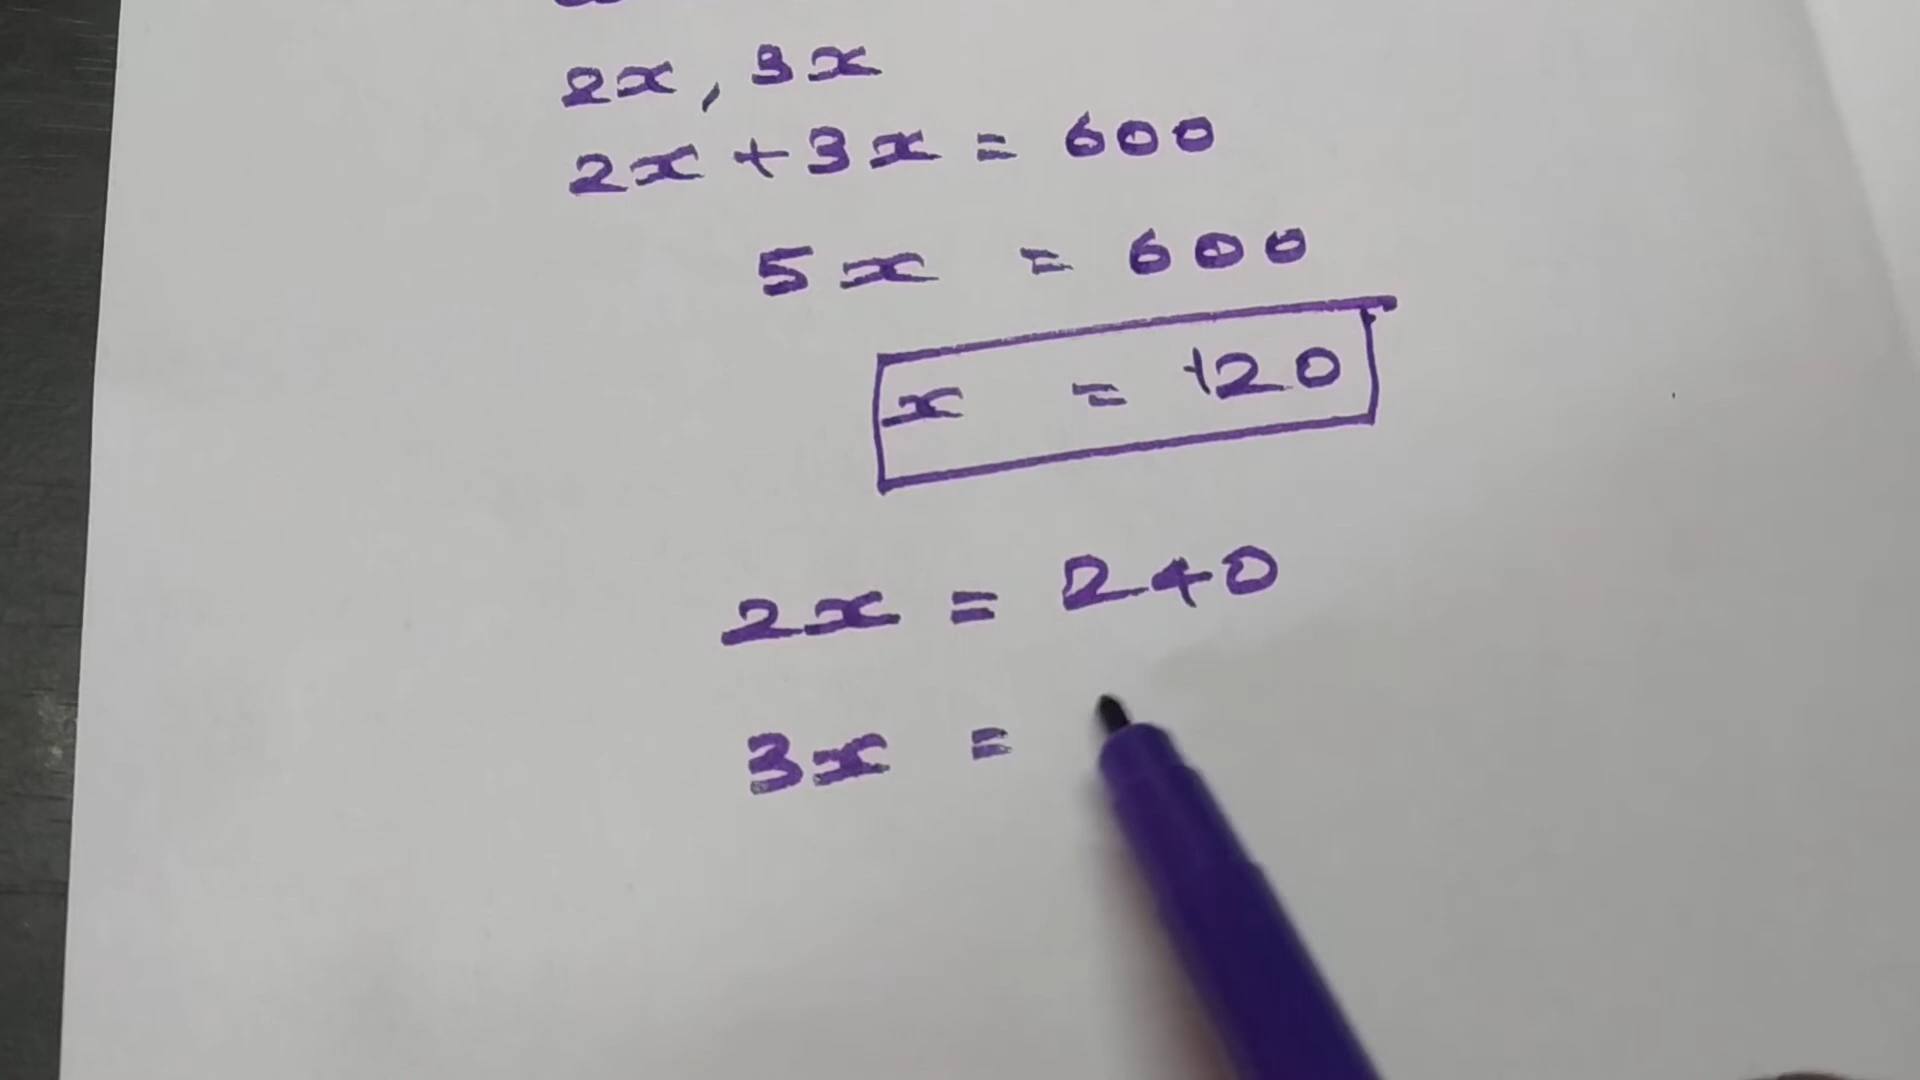 2x, 3x
2x + 3x = 600
5x = 600
x = 120
2x = 240
3x =